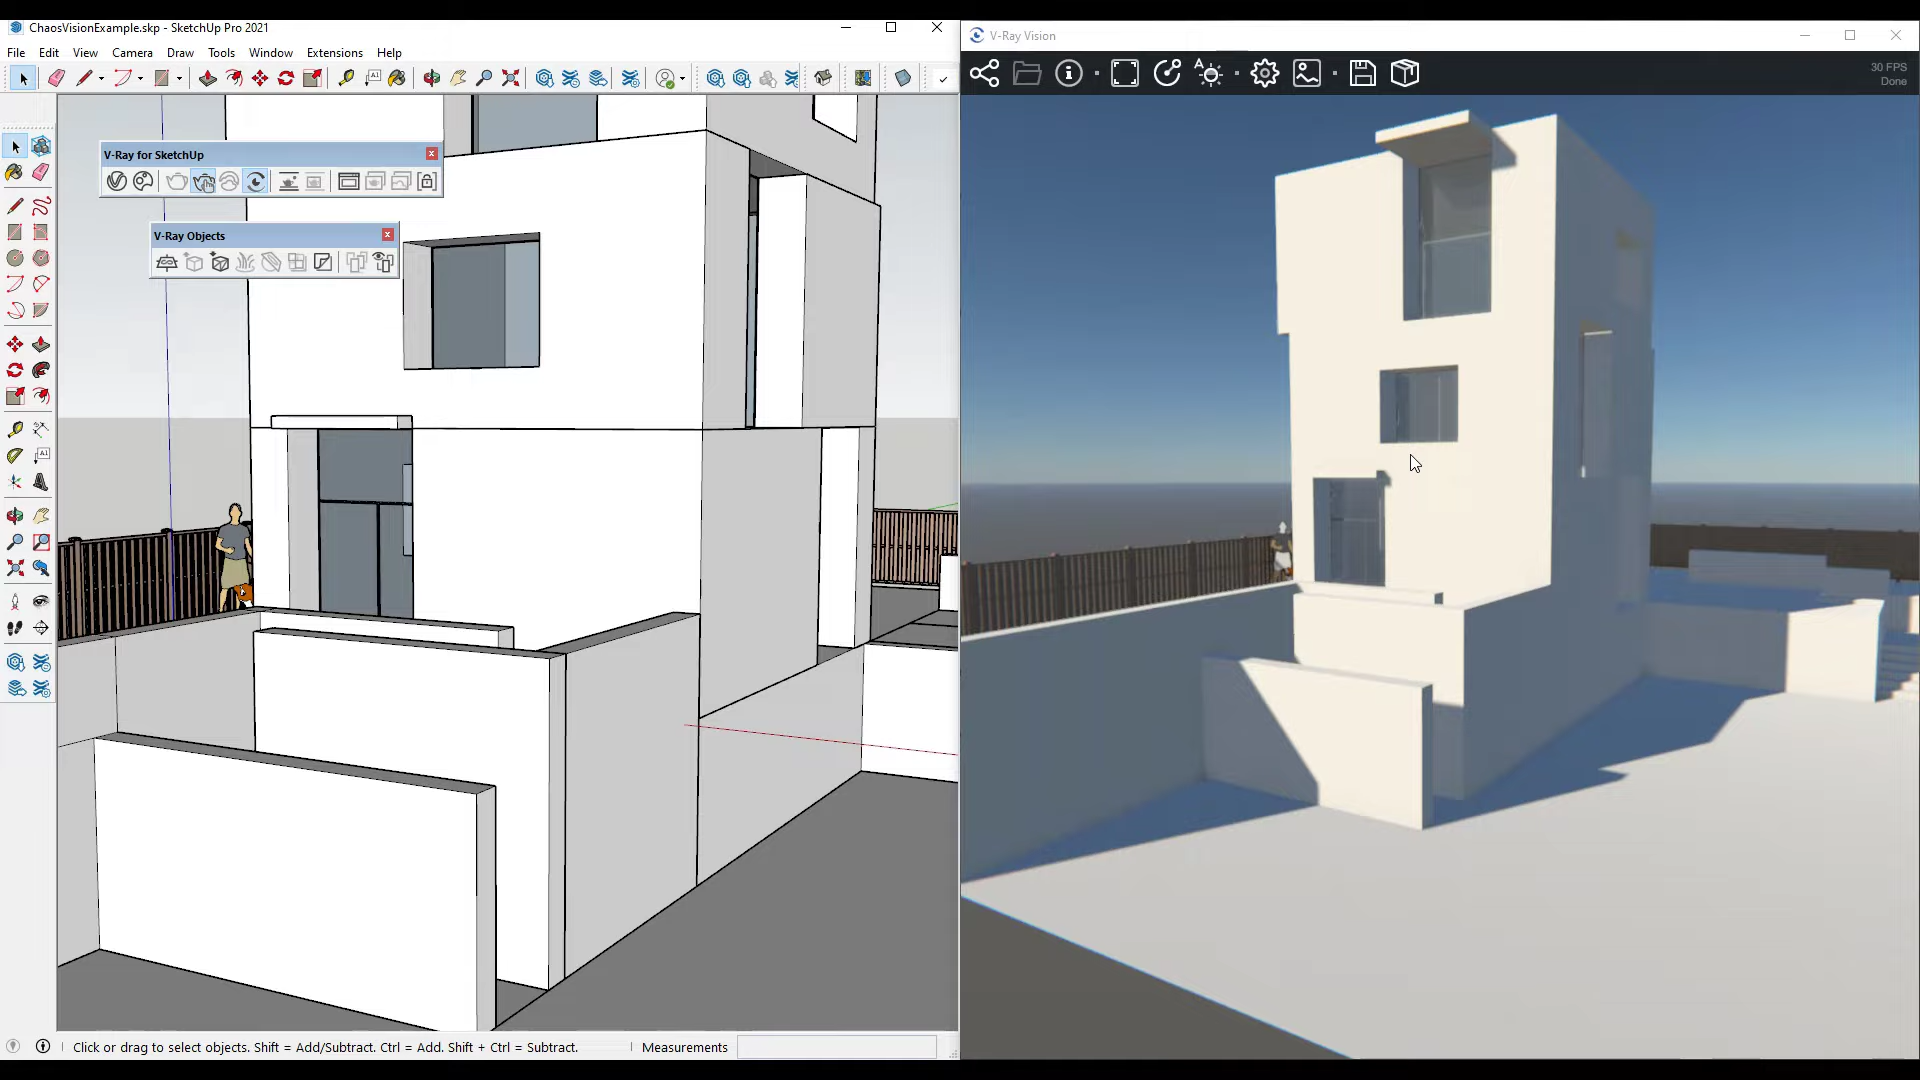 ChaosVisionExample.skp - SketchUp Pro 2021
File Edit View Camera Draw Tools Window Extensions Help
V-Ray for SketchUp
V-Ray Objects
Click or drag to select objects. Shift = Add/Subtract. Ctrl = Add. Shift + Ctrl = Subtract.
Measurements
V-Ray Vision
30 FPS
Done